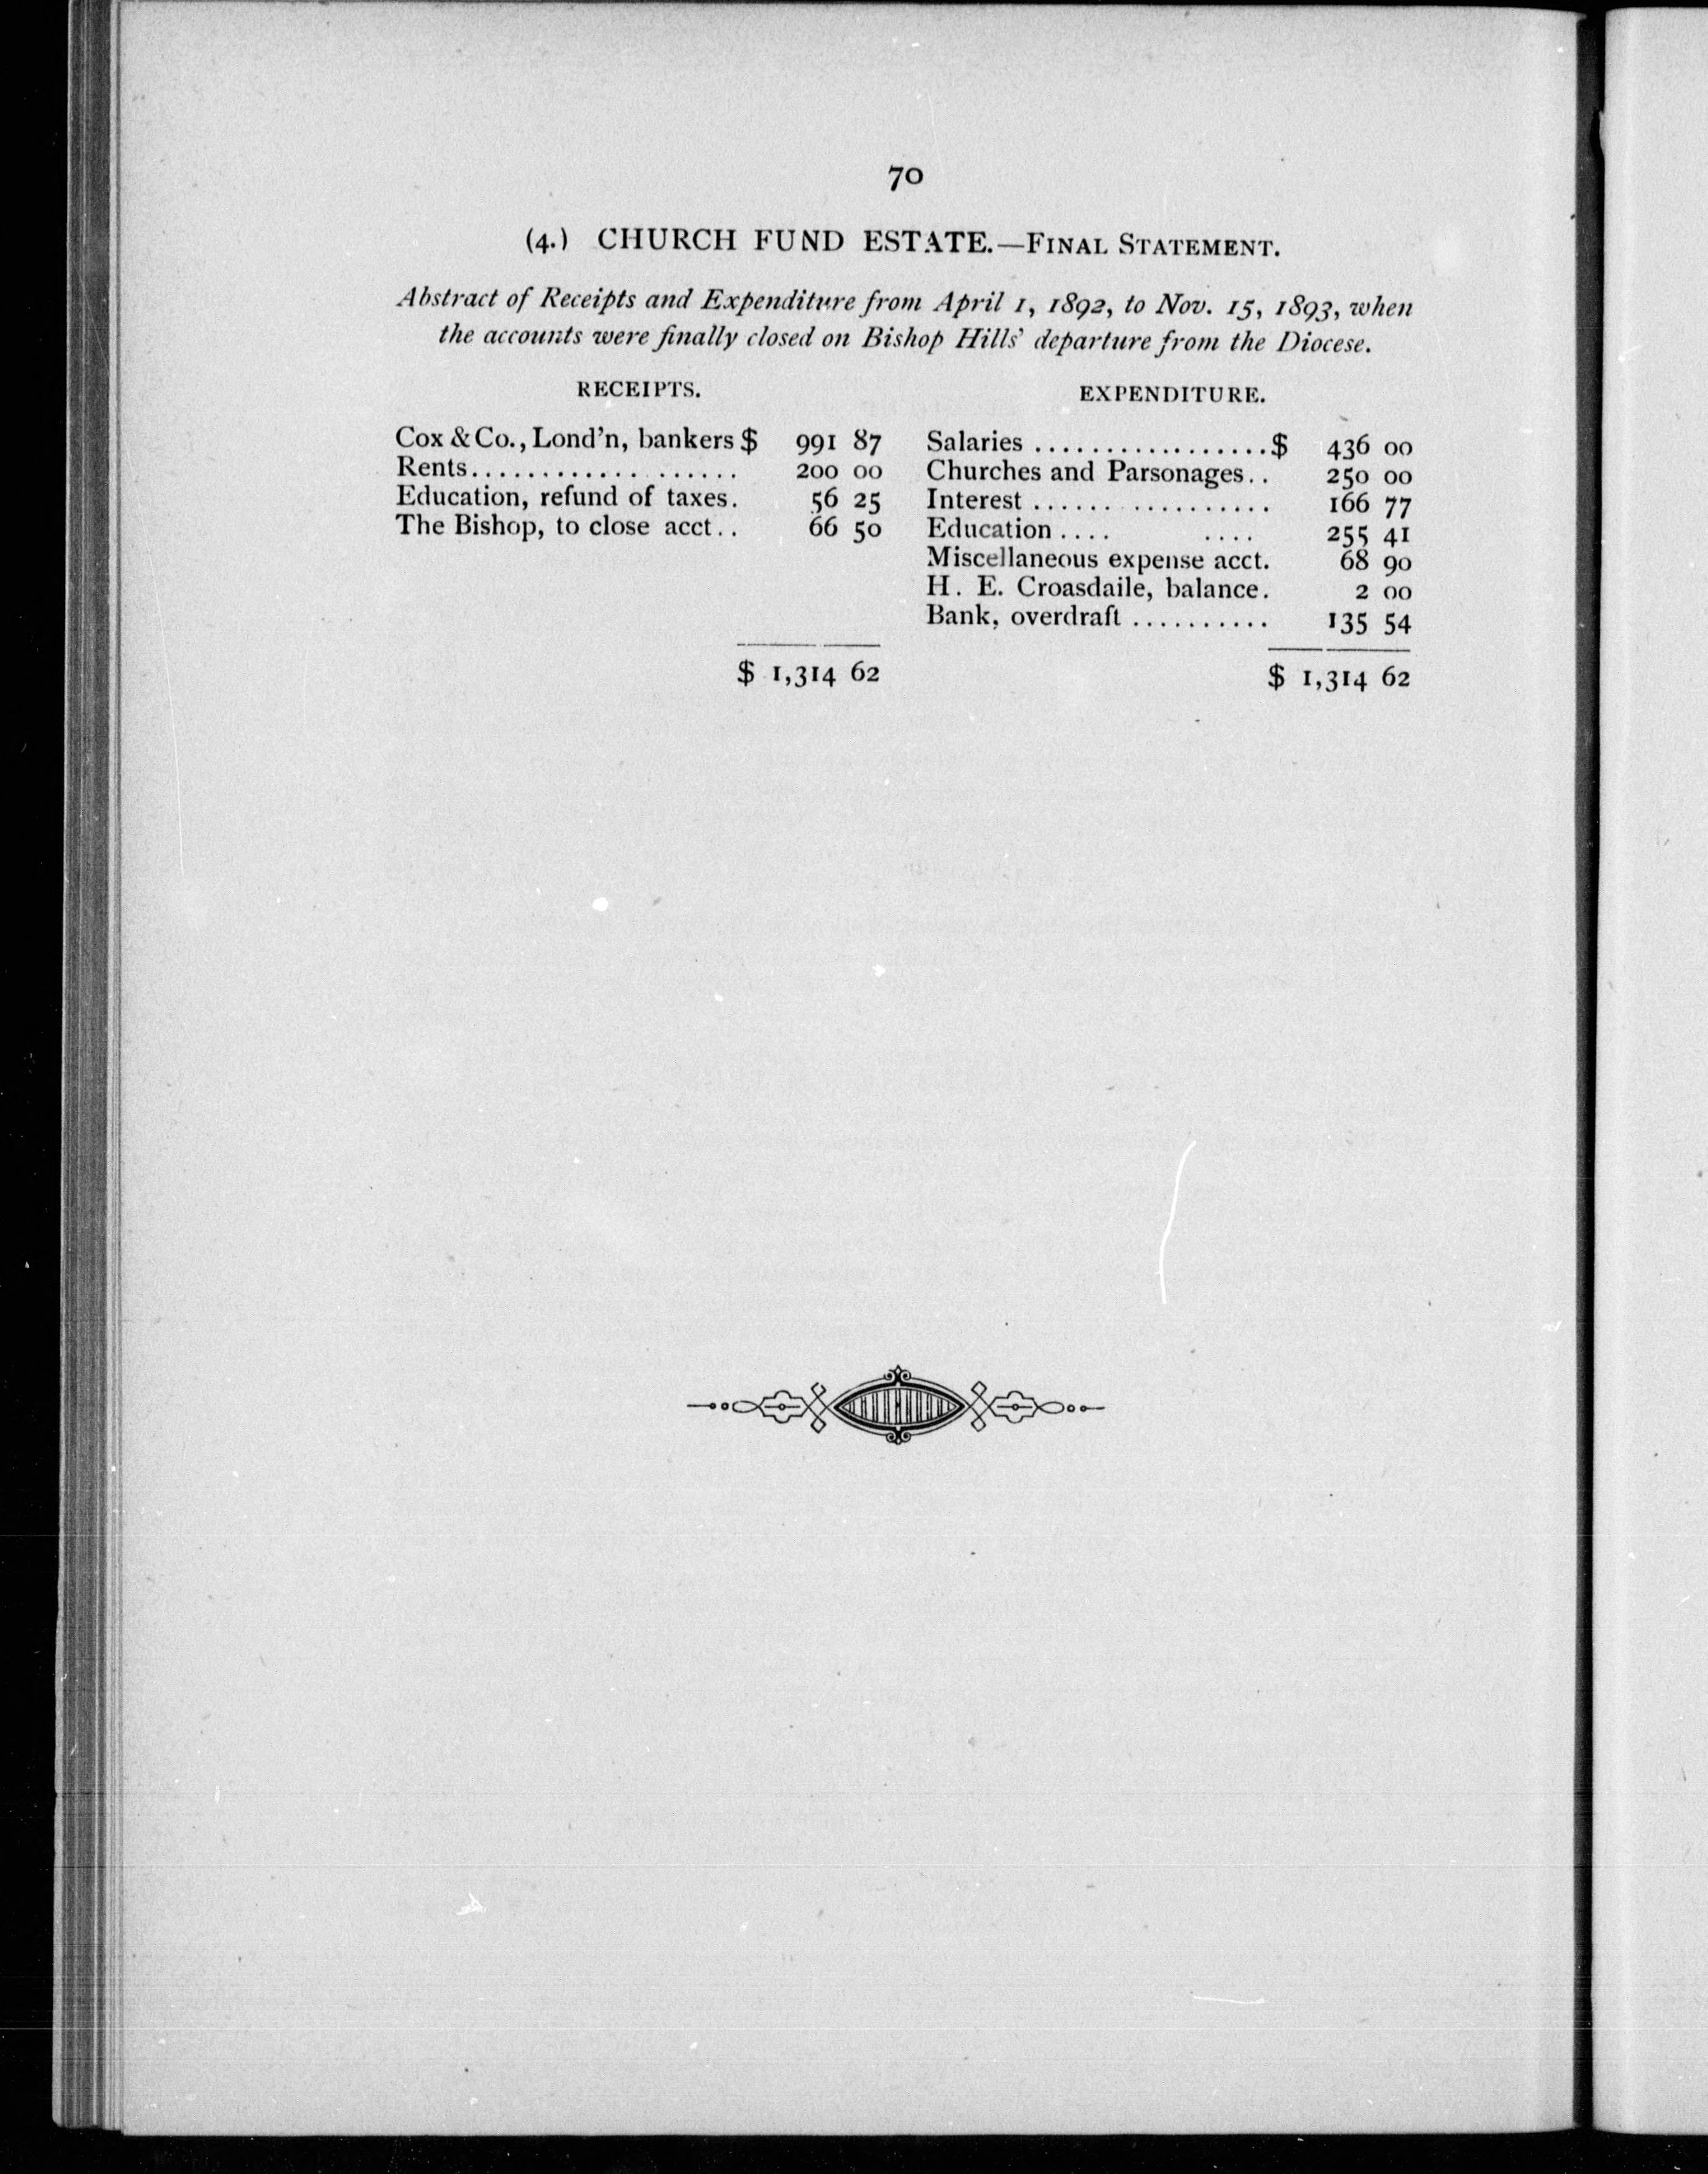 70
(4.) CHURCH FUND ESTATE.—FINAL STATEMENT.
Abstract of Receipts and Expenditure from April 1, 1892, to Nov. 15, 1893, when
the accounts were finally closed on Bishop Hills' departure from the Diocese.
RECEIPTS.
Cox & Co., Lond'n, bankers $ 991 87
Rents.................. 200 00
Education, refund of taxes. 56 25
The Bishop, to close acct.. 66 50
$ 1,314 62
EXPENDITURE.
Salaries .................$ 436 00
Churches and Parsonages.. 250 00
Interest ................. 166 77
Education .... .... 255 41
Miscellaneous expense acct. 68 90
H. E. Croasdaile, balance. 2 00
Bank, overdraft .......... 135 54
$ 1,314 62